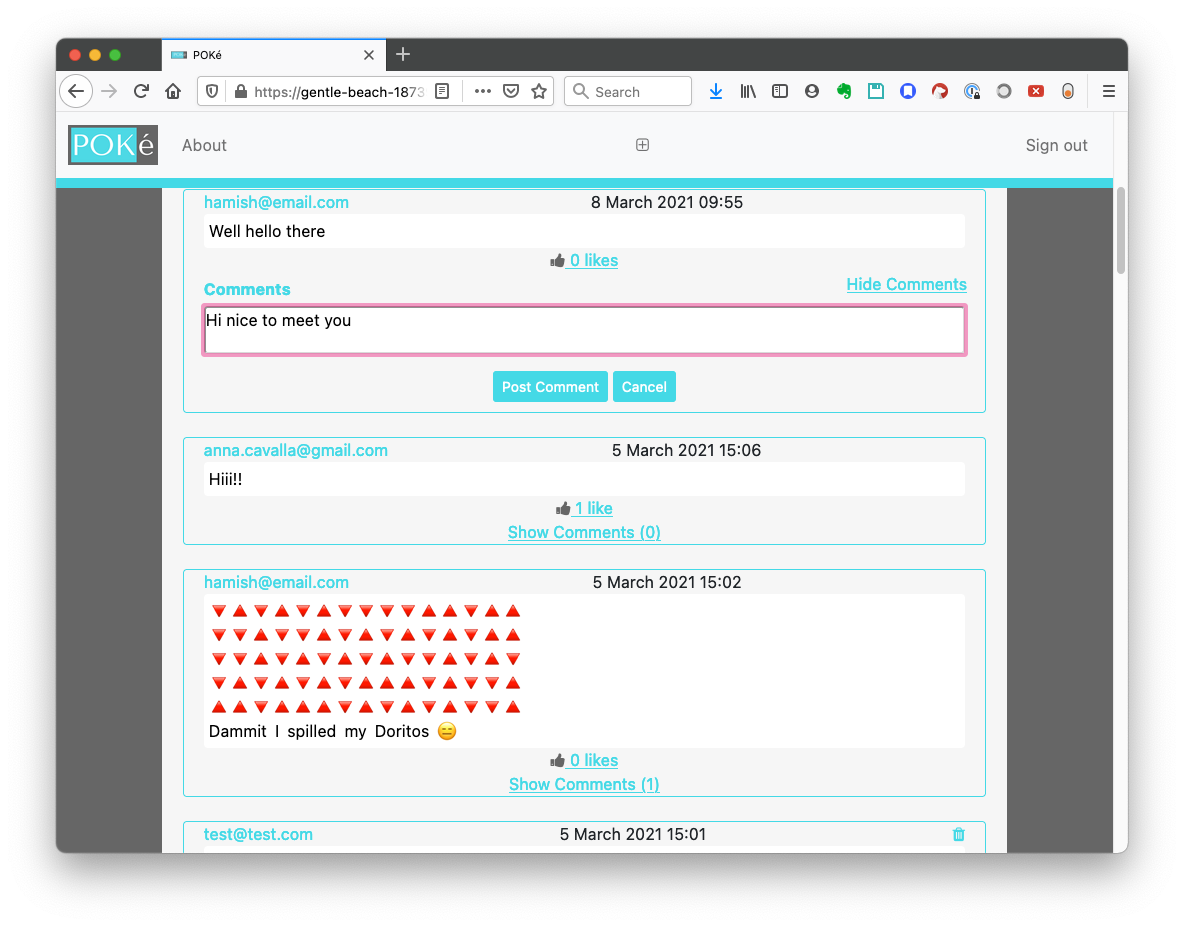 POKé
https://gentle-beach-1873
Search
POKé
About
Sign out
hamish@email.com 8 March 2021 09:55
Well hello there
0 likes
Comments Hide Comments
Hi nice to meet you
Post Comment Cancel
anna.cavalla@gmail.com 5 March 2021 15:06
Hiii!!
1 like
Show Comments (0)
hamish@email.com 5 March 2021 15:02
🔻🔺🔻🔺🔻🔺🔻🔻🔻🔻🔺🔺🔻🔺🔺
🔻🔻🔺🔻🔻🔺🔻🔺🔻🔺🔻🔺🔻🔺🔺
🔻🔻🔺🔻🔺🔻🔺🔻🔺🔻🔺🔻🔺🔻🔻
🔻🔺🔻🔺🔻🔺🔻🔺🔺🔺🔻🔺🔻🔻🔺
🔺🔺🔻🔺🔺🔺🔻🔺🔻🔺🔻🔺🔻🔻🔺
Dammit I spilled my Doritos 😑
0 likes
Show Comments (1)
test@test.com 5 March 2021 15:01